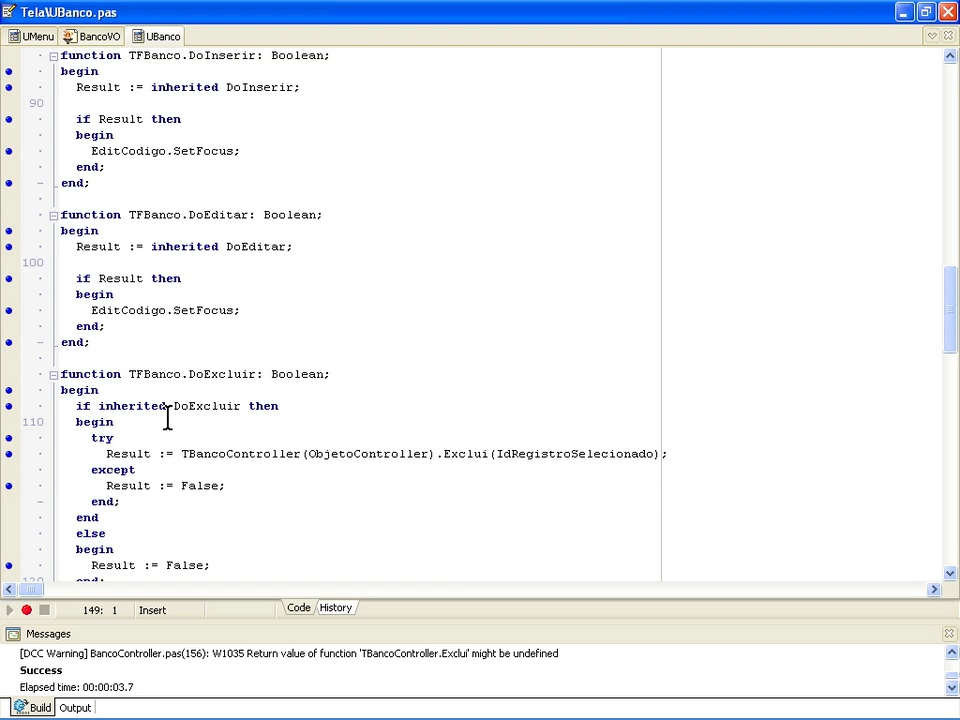 Tela\UBanco.pas
UMenu BancoVO UBanco
function TFBanco.DoInserir: Boolean;
begin
Result := inherited DoInserir;
90
if Result then
begin
EditCodigo.SetFocus;
end;
end;
function TFBanco.DoEditar: Boolean;
begin
Result := inherited DoEditar;
100
if Result then
begin
EditCodigo.SetFocus;
end;
end;
function TFBanco.DoExcluir: Boolean;
begin
if inherited DoExcluir then
110 begin
try
Result := TBancoController(ObjetoController).Exclui(IdRegistroSelecionado);
except
Result := False;
end;
end
else
begin
Result := False;
120 end;
149: 1 Insert Code History
Messages
[DCC Warning] BancoController.pas(156): W1035 Return value of function 'TBancoController.Exclui' might be undefined
Success
Elapsed time: 00:00:03.7
Build Output